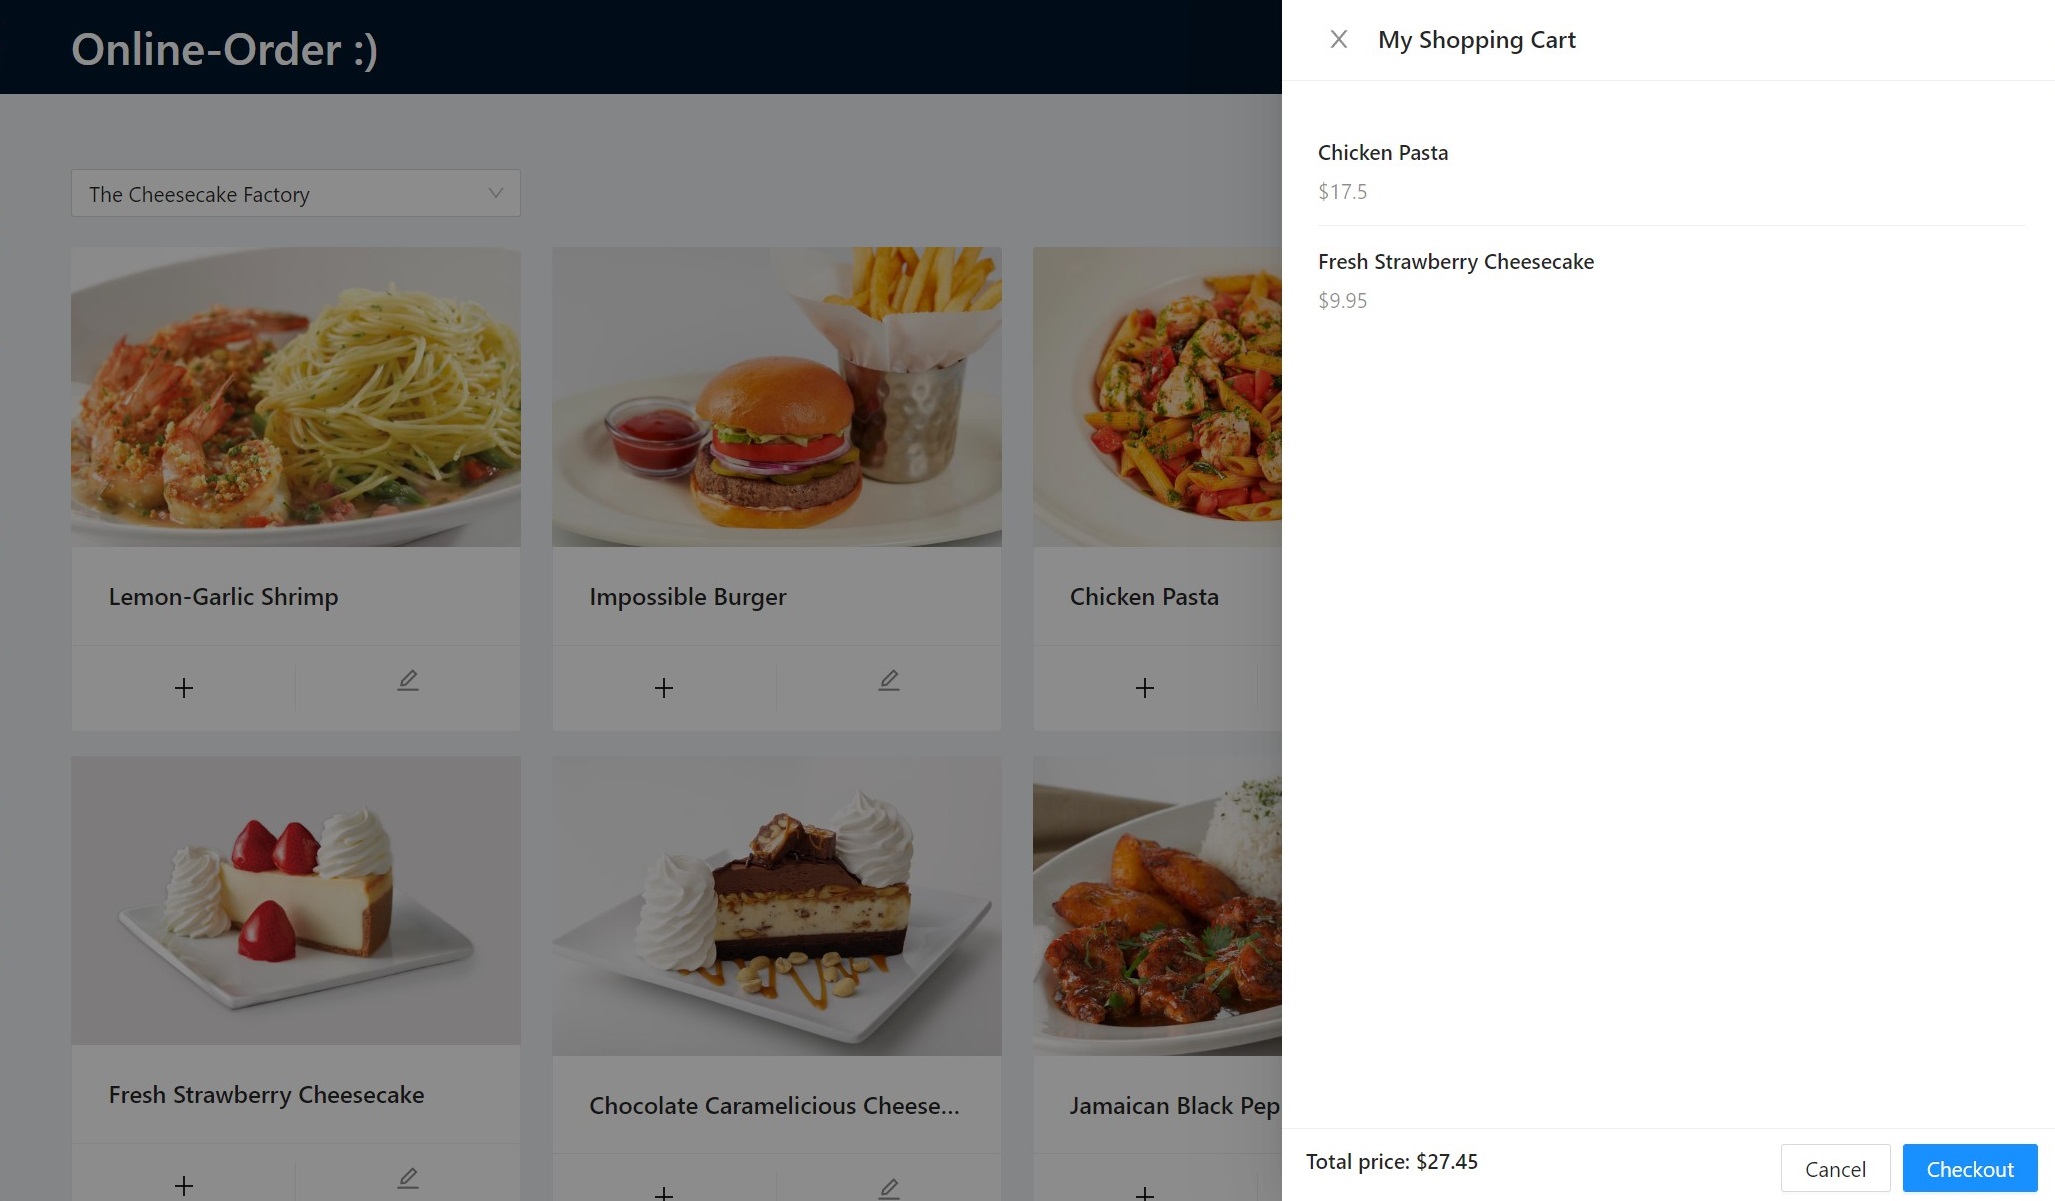 Online-Order :)
The Cheesecake Factory
Lemon-Garlic Shrimp
Impossible Burger
Chicken Pasta
Fresh Strawberry Cheesecake
Chocolate Caramelicious Cheese...
Jamaican Black Pep
My Shopping Cart
Chicken Pasta
$17.5
Fresh Strawberry Cheesecake
$9.95
Total price: $27.45
Cancel
Checkout